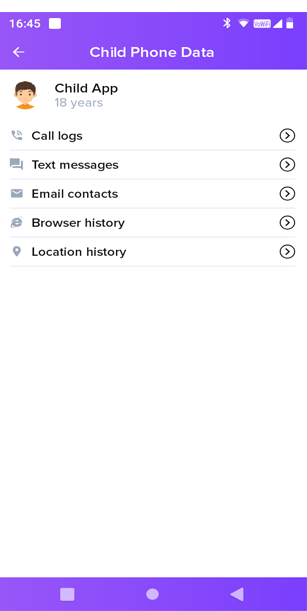 16:45
VoWiFi
Child Phone Data
Child App
18 years
Call logs
Text messages
Email contacts
Browser history
Location history